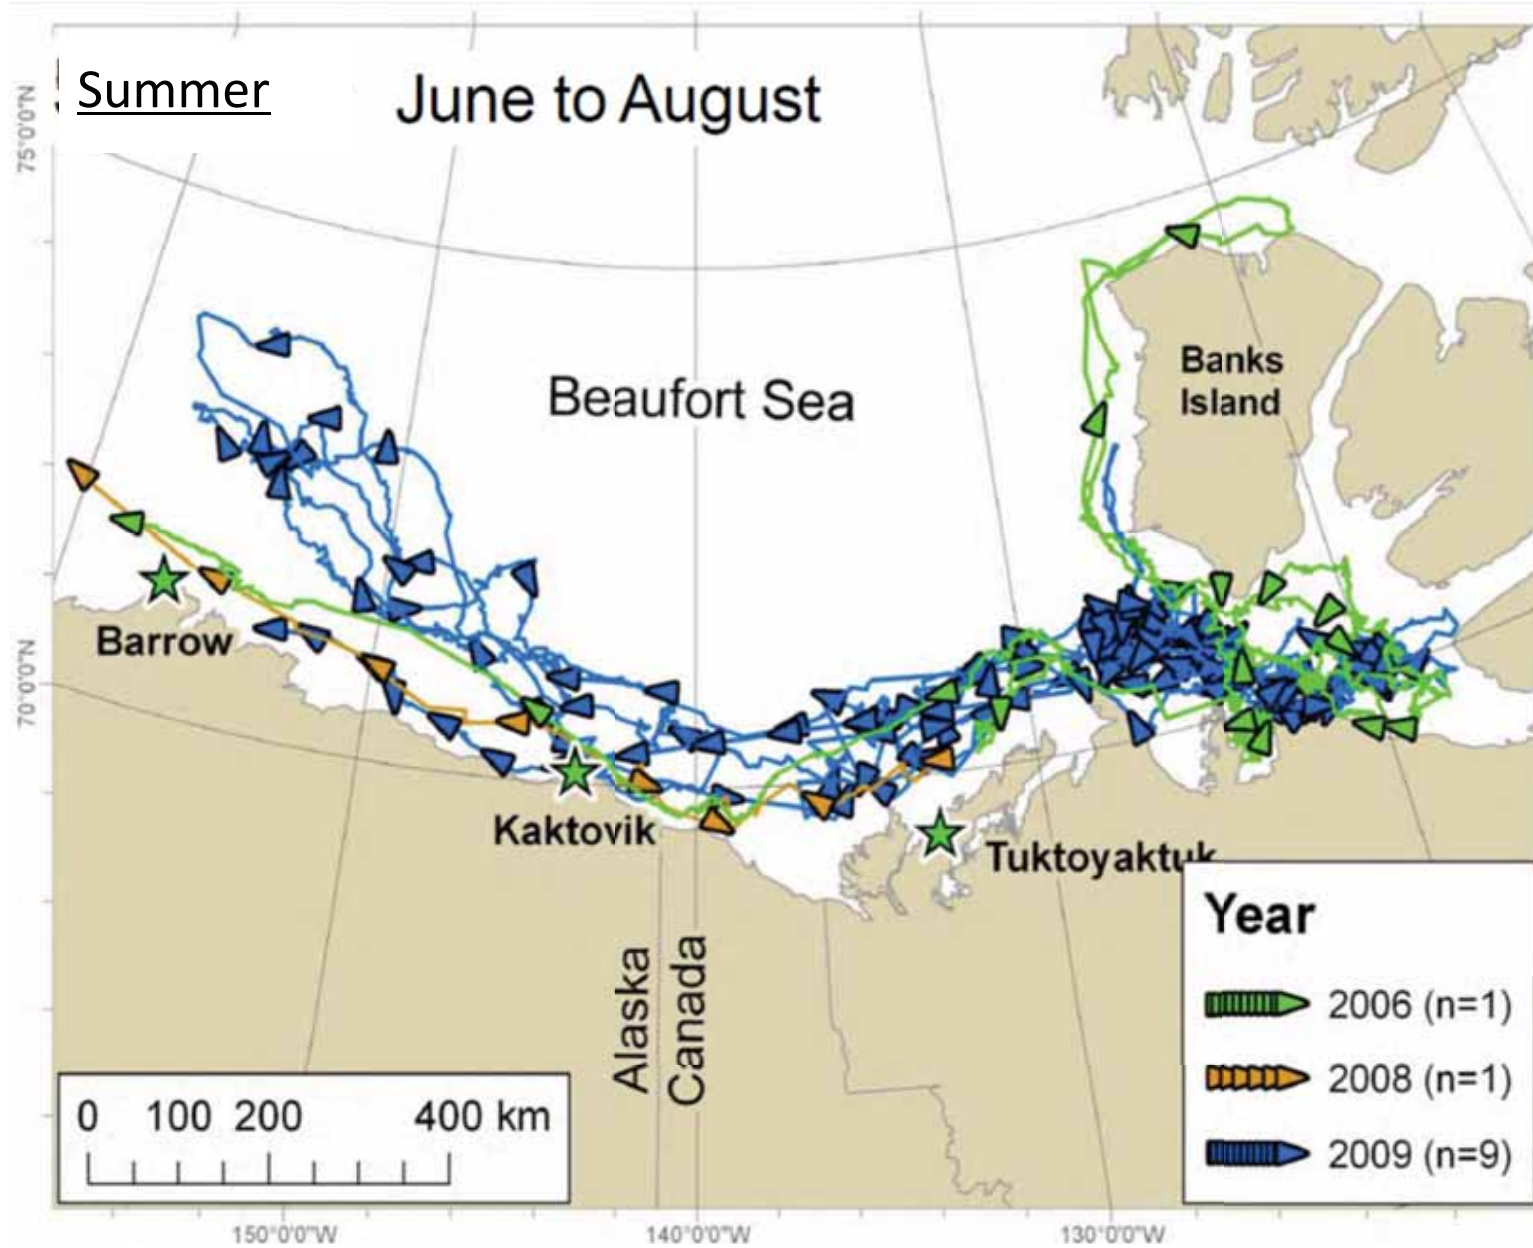 Summer
June to August
75°0'0"N
Banks
Island
Beaufort Sea
Barrow
70°0'0"N
Kaktovik
Tuktoyaktuk
Alaska
Canada
Year
2006 (n=1)
2008 (n=1)
2009 (n=9)
0 100 200 400 km
150°0'0"W 140°0'0"W 130°0'0"W